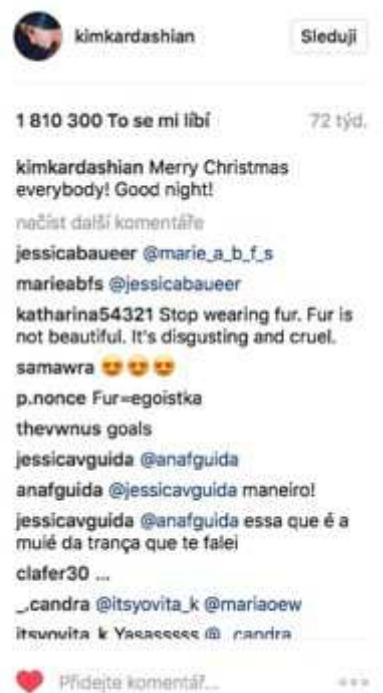 kimkardashian
Sleduji
1 810 300 To se mi líbí
72 týd.
kimkardashian Merry Christmas
everybody! Good night!
načíst další komentáře
jessicabaueer @marie_a_b_f_s
marieabfs @jessicabaueer
katharina54321 Stop wearing fur. Fur is
not beautiful. It's disgusting and cruel.
samawra 😍😍😍
p.nonce Fur=egoistka
thevwnus goals
jessicavguida @anafguida
anafguida @jessicavguida maneiro!
jessicavguida @anafguida essa que é a
muié da trança que te falei
clafer30 ...
_.candra @itsyovita_k @mariaoew
itsyovita_k Yasasssss @_.candra
Přidejte komentář...